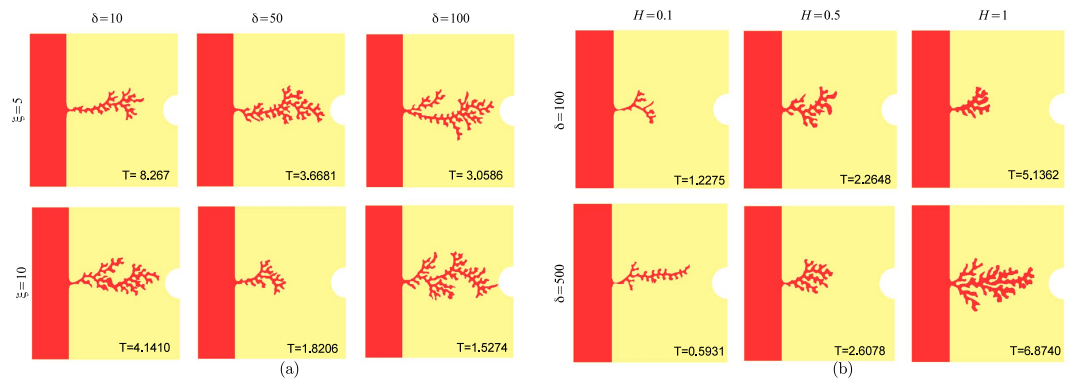 δ=10 δ=50 δ=100
ξ=5
T= 8.267 T=3.6681 T= 3.0586
ξ=10
T=4.1410 T=1.8206 T=1.5274
(a)
H=0.1 H=0.5 H=1
δ=100
T=1.2275 T=2.2648 T=5.1362
δ=500
T=0.5931 T=2.6078 T=6.8740
(b)